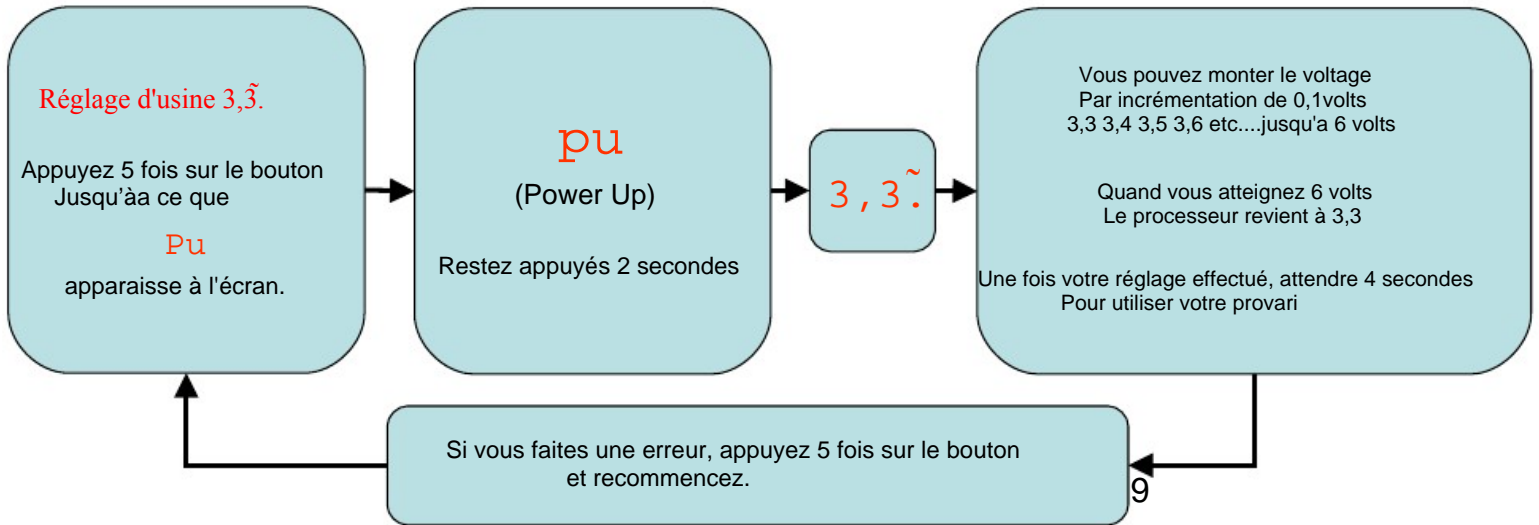 Réglage d'usine 3,3̃.
Appuyez 5 fois sur le bouton
Jusqu’àa ce que
Pu
apparaisse à l'écran.
pu
(Power Up)
Restez appuyés 2 secondes
3,3̃.
Vous pouvez monter le voltage
Par incrémentation de 0,1volts
3,3 3,4 3,5 3,6 etc....jusqu'a 6 volts
Quand vous atteignez 6 volts
Le processeur revient à 3,3
Une fois votre réglage effectué, attendre 4 secondes
Pour utiliser votre provari
Si vous faites une erreur, appuyez 5 fois sur le bouton
et recommencez.
9